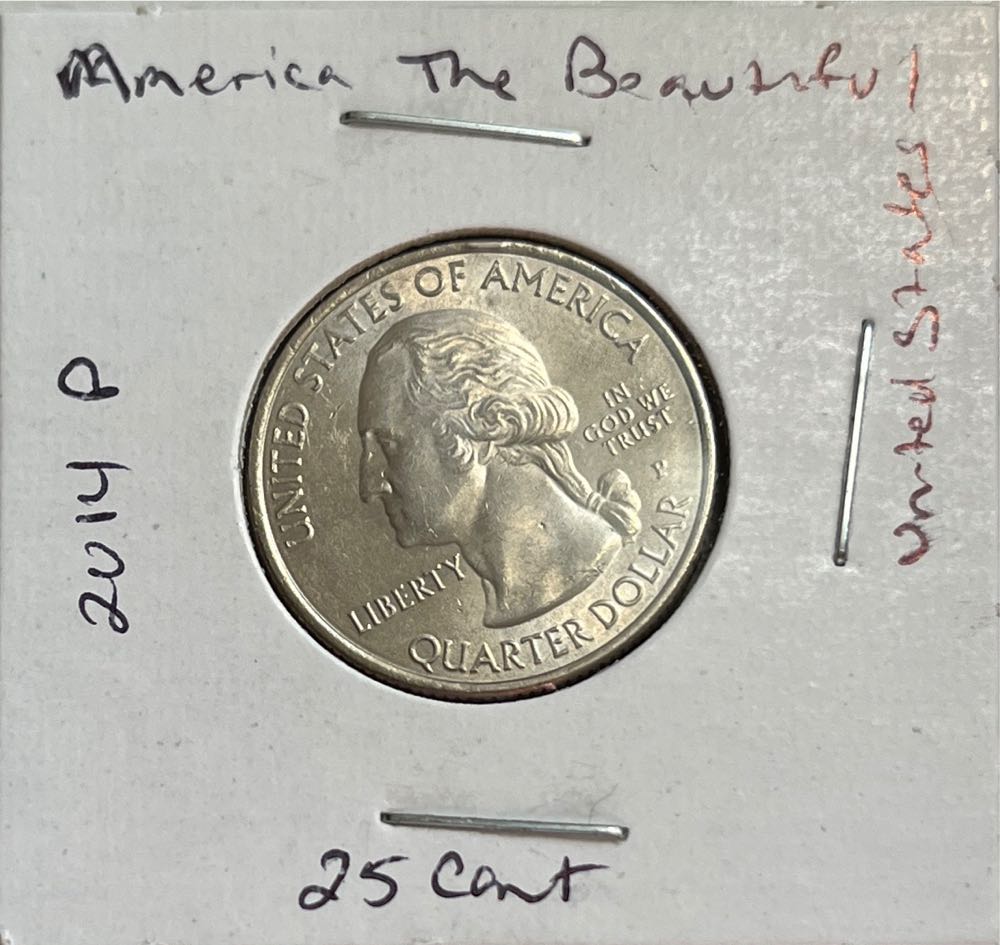 America The Beautiful
United States
2014 P
UNITED STATES OF AMERICA
IN
GOD WE
TRUST
P
LIBERTY
QUARTER DOLLAR
25 Cent